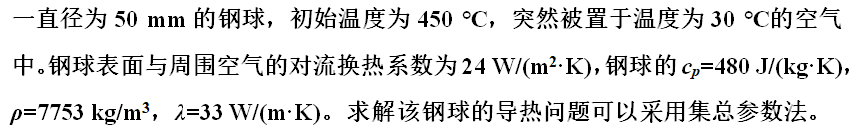 一直径为 50 mm 的钢球，初始温度为 450 ℃，突然被置于温度为 30 ℃的空气
中。钢球表面与周围空气的对流换热系数为 24 W/(m²·K)，钢球的 cₚ=480 J/(kg·K)，
ρ=7753 kg/m³，λ=33 W/(m·K)。求解该钢球的导热问题可以采用集总参数法。